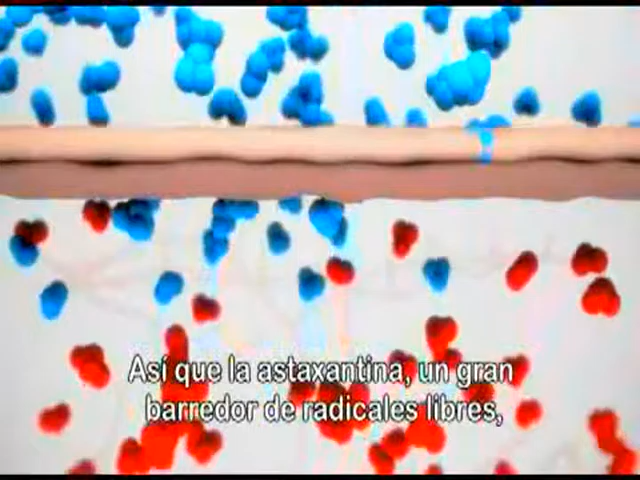 Así que la astaxantina, un gran
barredor de radicales libres,